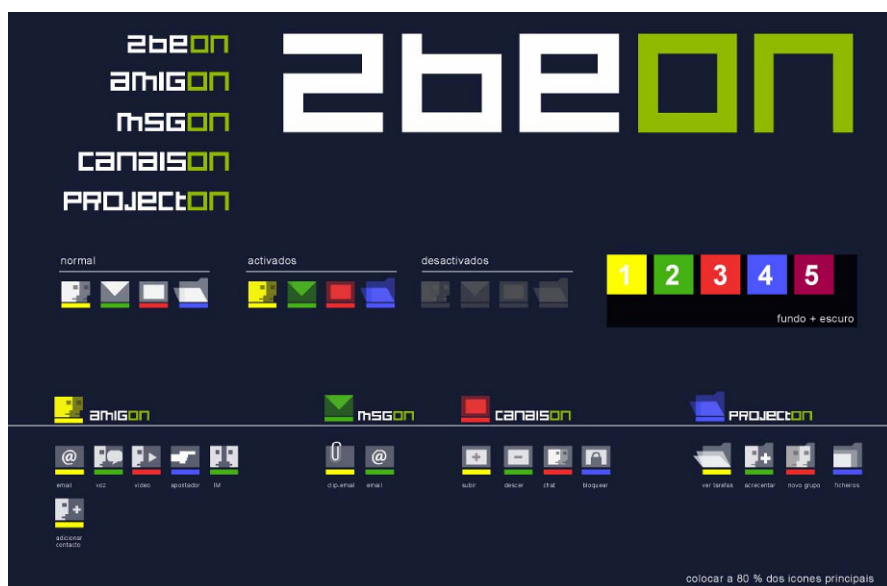 2beon
amigon
msgon
canaison
projecton
2beon
normal
activados
desactivados
1 2 3 4 5
fundo + escuro
amigon
msgon
canaison
projecton
@
@
email
voz
video
apontador
IM
clip-email
email
subir
descer
chat
bloquear
ver tarefas
acrecentar
novo grupo
ficheiros
adicionar
contacto
colocar a 80 % dos icones principais